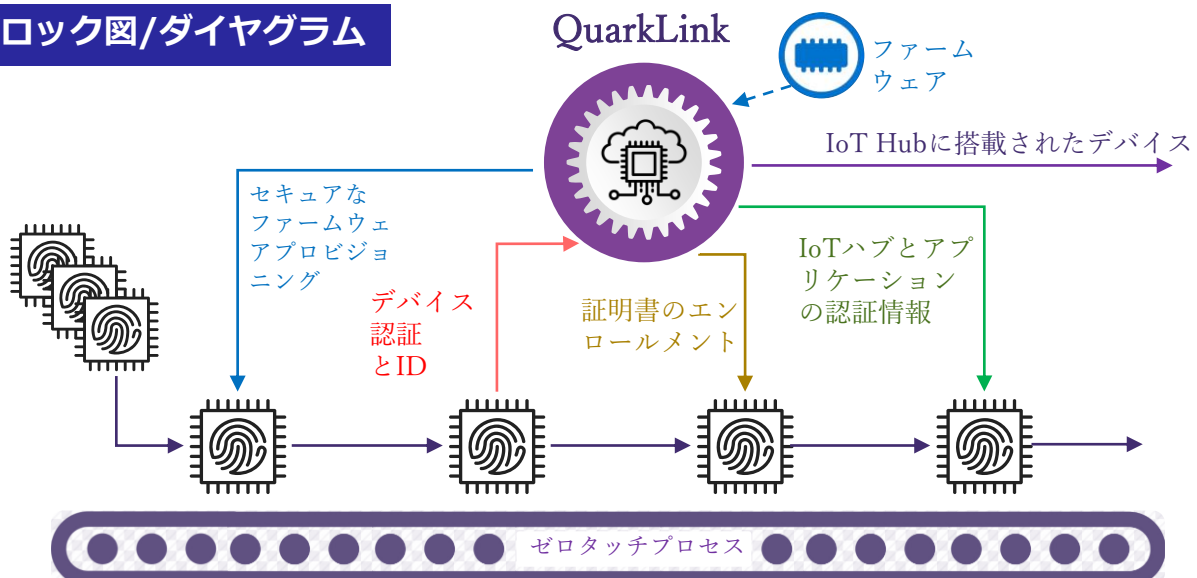 ロック図/ダイヤグラム
QuarkLink
ファーム
ウェア
IoT Hubに搭載されたデバイス
セキュアな
ファームウェ
アプロビジョ
ニング
デバイス
認証
とID
証明書のエン
ロールメント
IoTハブとアプ
リケーション
の認証情報
ゼロタッチプロセス